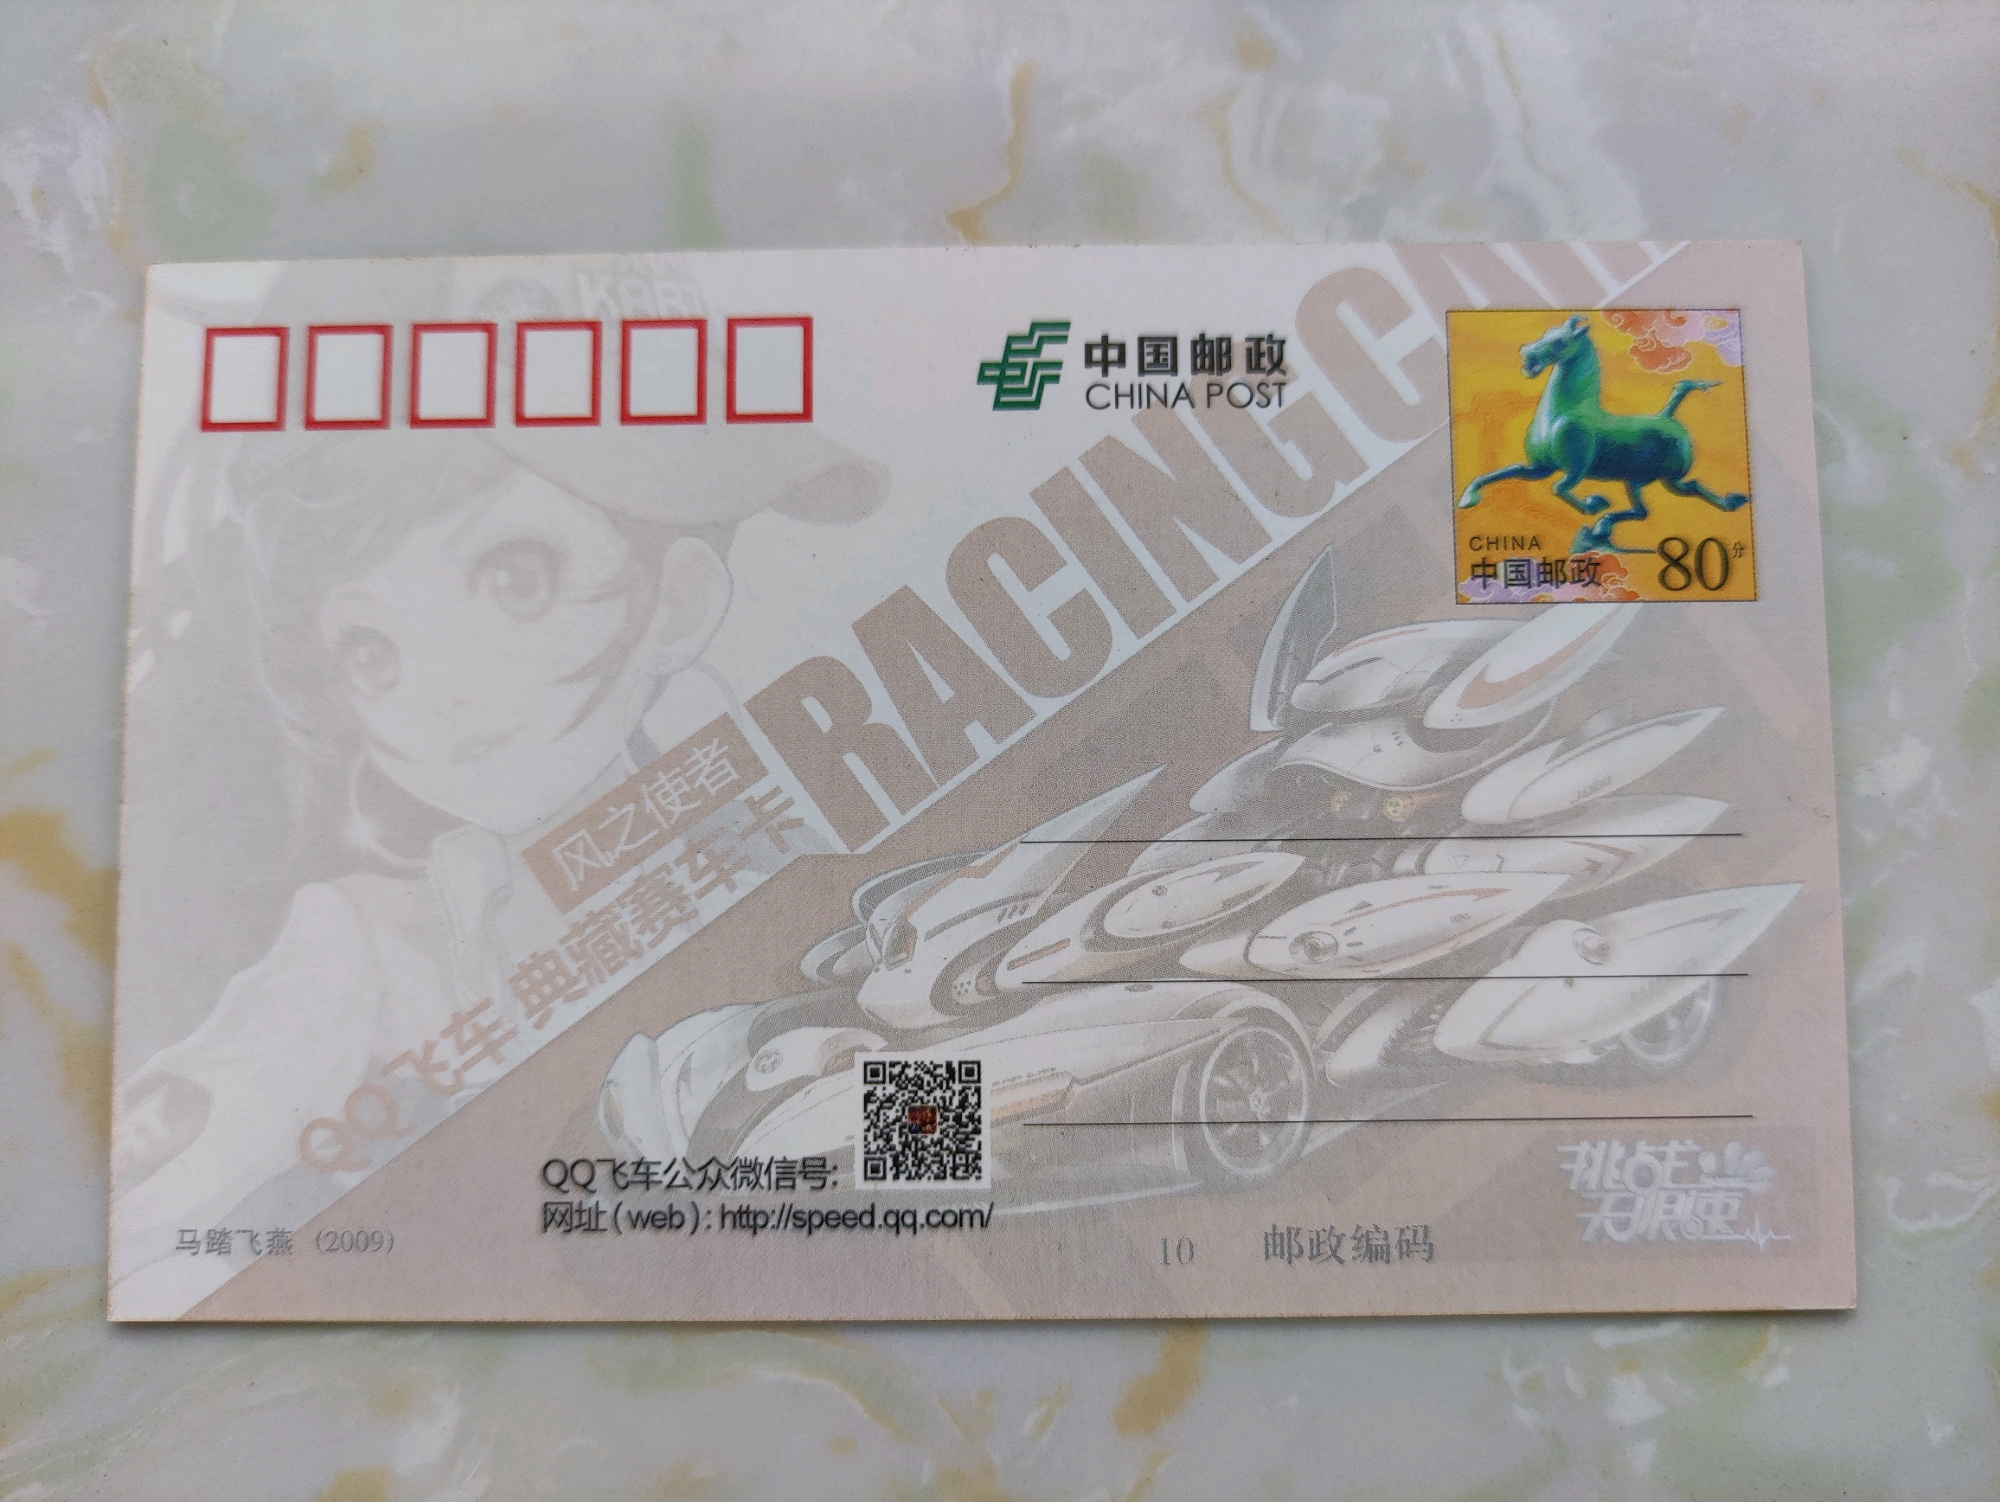 KART
中国邮政
CHINA POST
RACINGCAR
CHINA
中国邮政
80分
风之使者
QQ飞车典藏赛车卡
QQ飞车公众微信号:
网址(web): http://speed.qq.com/
挑战
无限速
马踏飞燕 (2009)
10
邮政编码